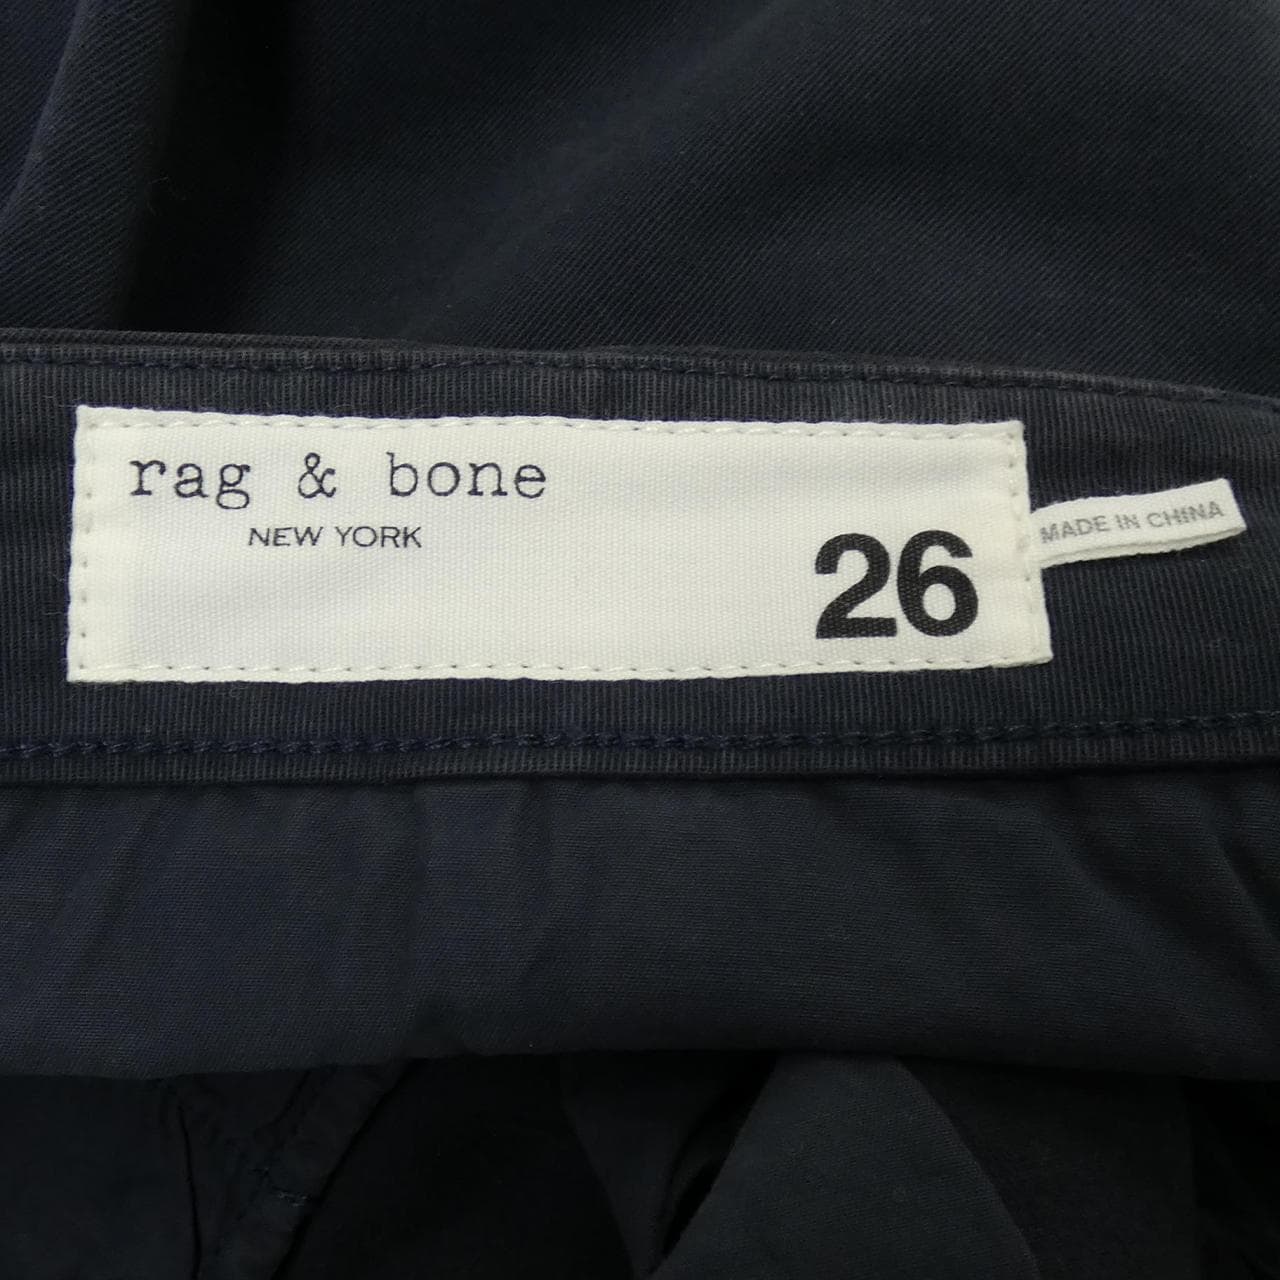 rag & bone
NEW YORK
26
MADE IN CHINA